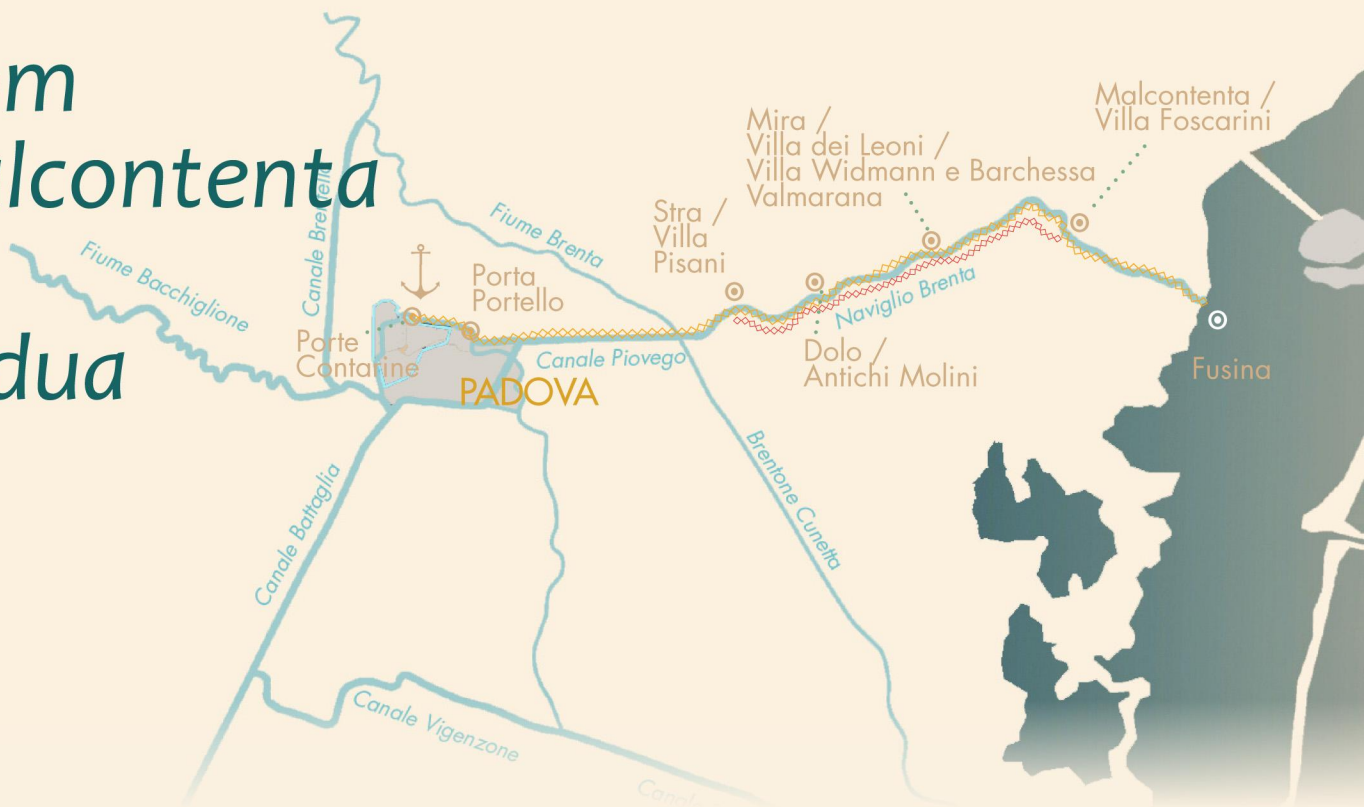 m
lcontenta
dua
Malcontenta /
Villa Foscarini
Mira /
Villa dei Leoni /
Villa Widmann e Barchessa
Valmarana
Stra /
Villa
Pisani
Fiume Brenta
Canale Brentella
Fiume Bacchiglione
Porta
Portello
Porte
Contarine
PADOVA
Canale Piovego
Naviglio Brenta
Dolo /
Antichi Molini
Fusina
Brentone Cunetta
Canale Battaglia
Canale Vigenzone
Canale